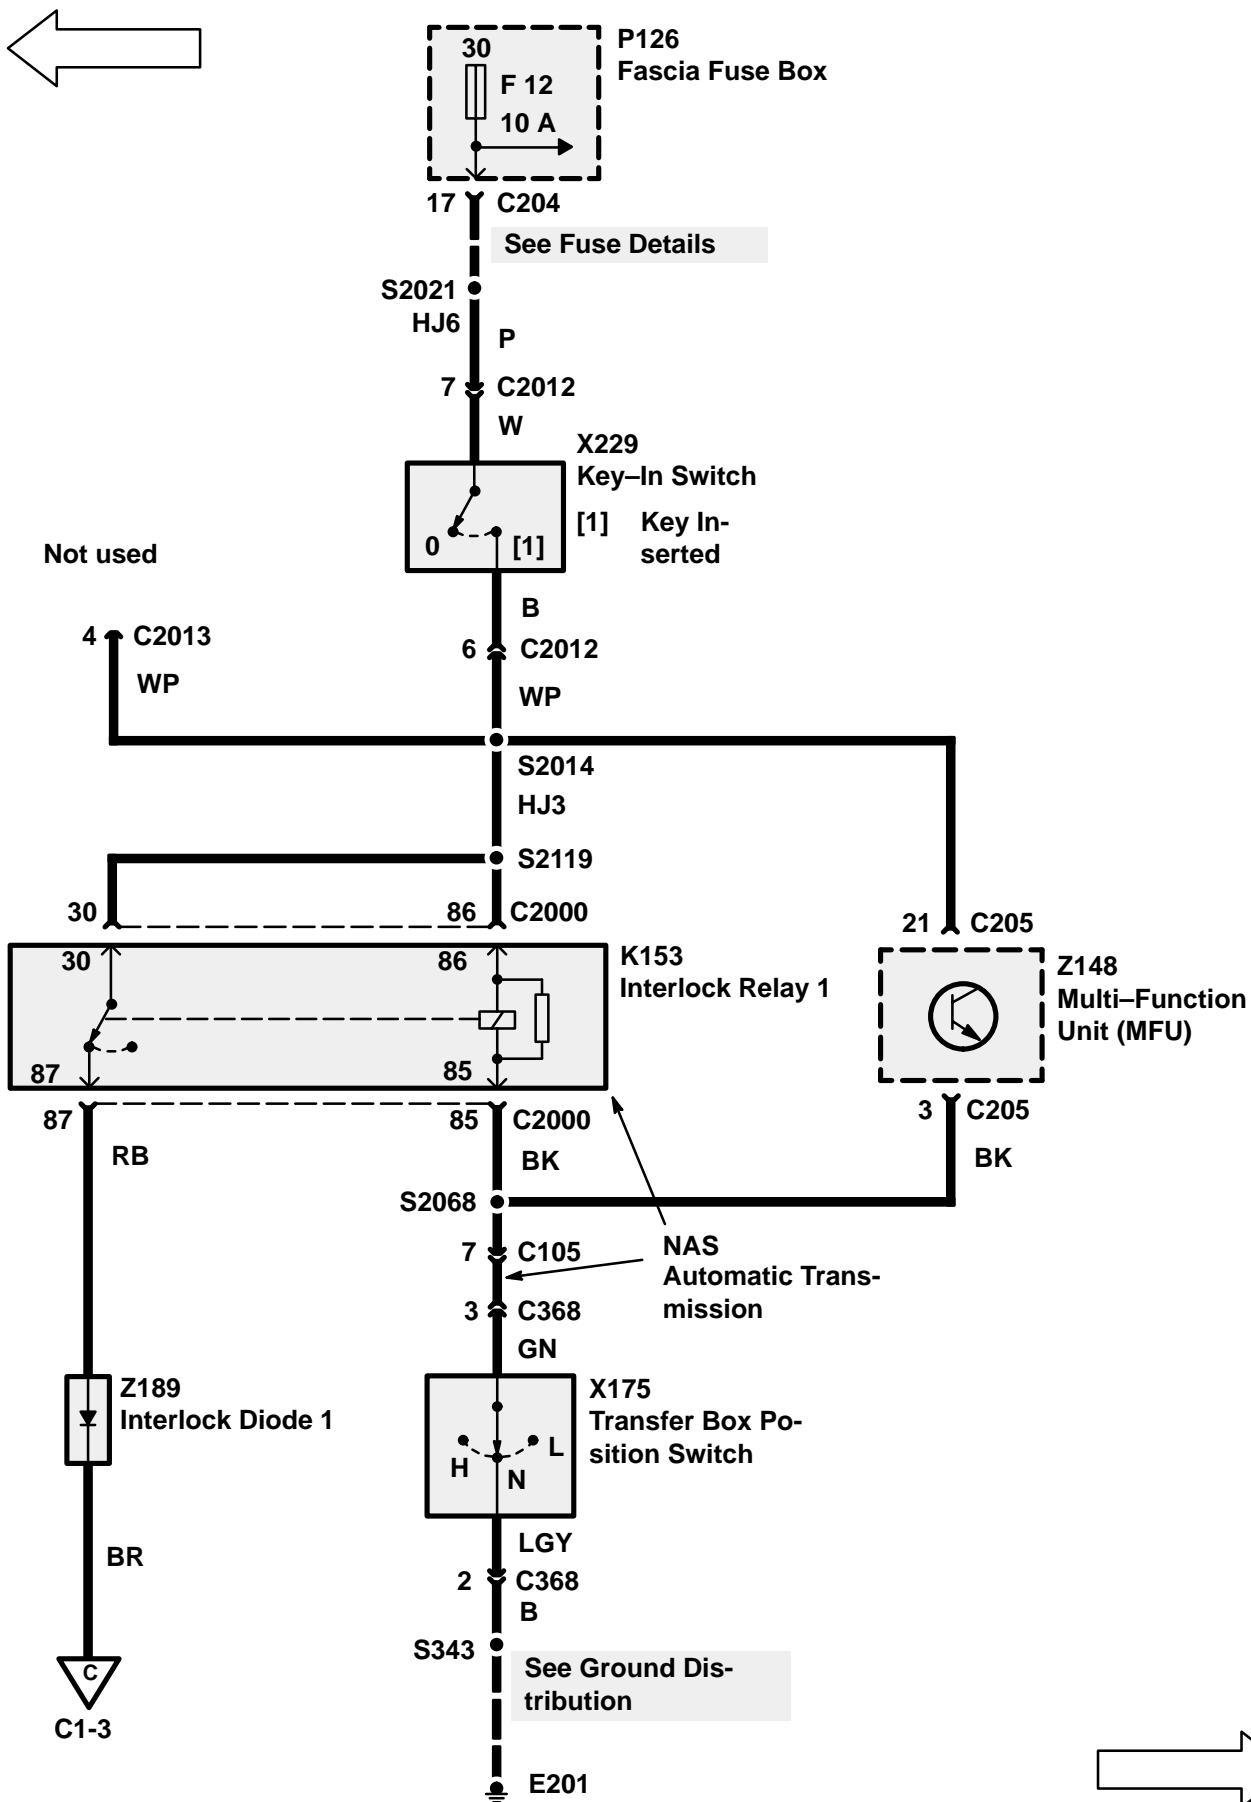 P126
Fascia Fuse Box
30
F 12
10 A
17 C204
See Fuse Details
S2021
HJ6
P
7 C2012
W
X229
Key–In Switch
[1] Key In-
serted
0 [1]
Not used
B
4 C2013
6 C2012
WP
WP
S2014
HJ3
S2119
30 86 C2000
21 C205
30 86
K153
Interlock Relay 1
Z148
Multi–Function
Unit (MFU)
87 85
87 85 C2000
3 C205
RB
BK
BK
S2068
NAS
Automatic Trans-
mission
7 C105
3 C368
GN
Z189
Interlock Diode 1
X175
Transfer Box Po-
sition Switch
H N L
LGY
BR
2 C368
B
S343
See Ground Dis-
tribution
C
C1-3
E201